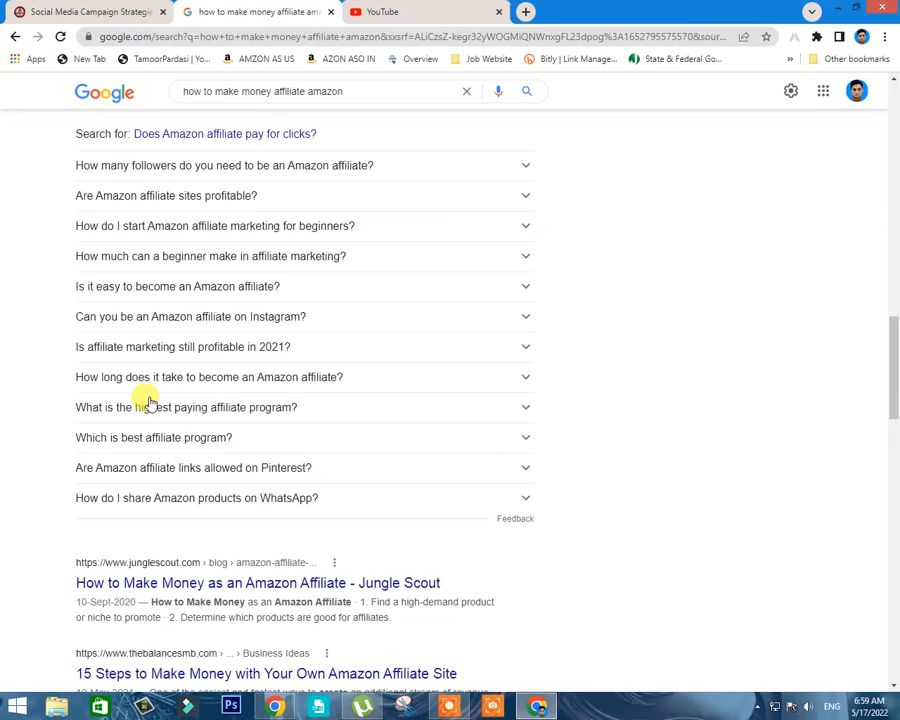 Social Media Campaign Strategie
how to make money affiliate am
YouTube
google.com/search?q=how+to+make+money+affiliate+amazon&sxsrf=ALiCzsZ-kegr32yWOGMiQNWnxgFL23dpog%3A1652795575570&sour...
Apps
New Tab
TamoorPardasi | Yo...
AMZON AS US
AZON ASO IN
Overview
Job Website
Bitly | Link Manage...
State & Federal Go...
»
Other bookmarks
Google
how to make money affiliate amazon
Search for: Does Amazon affiliate pay for clicks?
How many followers do you need to be an Amazon affiliate?
Are Amazon affiliate sites profitable?
How do I start Amazon affiliate marketing for beginners?
How much can a beginner make in affiliate marketing?
Is it easy to become an Amazon affiliate?
Can you be an Amazon affiliate on Instagram?
Is affiliate marketing still profitable in 2021?
How long does it take to become an Amazon affiliate?
What is the highest paying affiliate program?
Which is best affiliate program?
Are Amazon affiliate links allowed on Pinterest?
How do I share Amazon products on WhatsApp?
Feedback
https://www.junglescout.com › blog › amazon-affiliate-...
How to Make Money as an Amazon Affiliate - Jungle Scout
10-Sept-2020 — How to Make Money as an Amazon Affiliate · 1. Find a high-demand product
or niche to promote · 2. Determine which products are good for affiliates.
https://www.thebalancesmb.com › ... › Business Ideas
15 Steps to Make Money with Your Own Amazon Affiliate Site
Ps
ENG
6:59 AM
5/17/2022